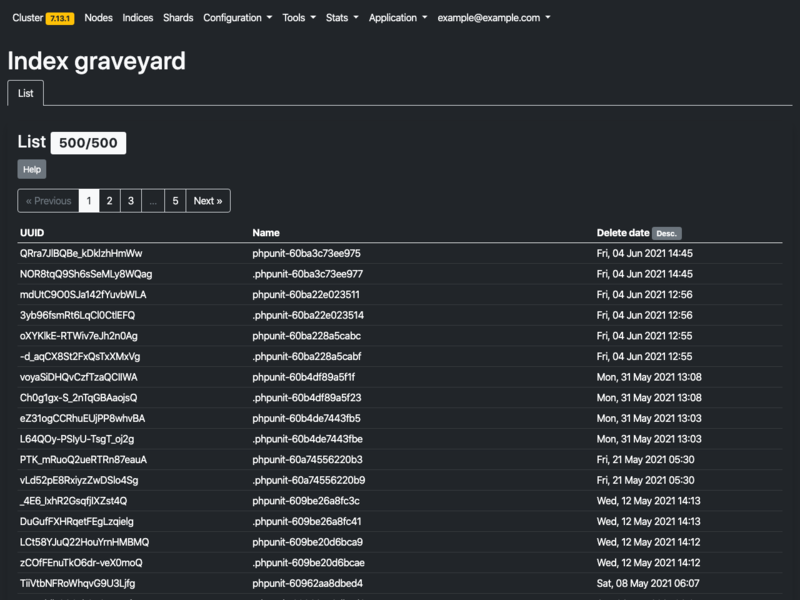 Cluster 7.13.1 Nodes Indices Shards Configuration Tools Stats Application example@example.com
Index graveyard
List
List 500/500
Help
« Previous 1 2 3 ... 5 Next »
UUID Name Delete date Desc.
QRra7JlBQBe_kDklzhHmWw phpunit-60ba3c73ee975 Fri, 04 Jun 2021 14:45
NOR8tqQ9Sh6sSeMLy8WQag .phpunit-60ba3c73ee977 Fri, 04 Jun 2021 14:45
mdUtC9O0SJa142fYuvbWLA phpunit-60ba22e023511 Fri, 04 Jun 2021 12:56
3yb96fsmRt6LqCl0CtlEFQ .phpunit-60ba22e023514 Fri, 04 Jun 2021 12:56
oXYKlkE-RTWiv7eJh2n0Ag phpunit-60ba228a5cabc Fri, 04 Jun 2021 12:55
-d_aqCX8St2FxQsTxXMxVg .phpunit-60ba228a5cabf Fri, 04 Jun 2021 12:55
voyaSiDHQvCzfTzaQCllWA phpunit-60b4df89a5f1f Mon, 31 May 2021 13:08
Ch0g1gx-S_2nTqGBAaojsQ .phpunit-60b4df89a5f23 Mon, 31 May 2021 13:08
eZ31ogCCRhuEUjPP8whvBA phpunit-60b4de7443fb5 Mon, 31 May 2021 13:03
L64QOy-PSlyU-TsgT_oj2g .phpunit-60b4de7443fbe Mon, 31 May 2021 13:03
PTK_mRuoQ2ueRTRn87eauA phpunit-60a74556220b3 Fri, 21 May 2021 05:30
vLd52pE8RxiyzZwDSlo4Sg .phpunit-60a74556220b9 Fri, 21 May 2021 05:30
_4E6_lxhR2GsqfjlXZst4Q phpunit-609be26a8fc3c Wed, 12 May 2021 14:13
DuGufFXHRqetFEgLzqielg .phpunit-609be26a8fc41 Wed, 12 May 2021 14:13
LCt58YJuQ22HouYrnHMBMQ phpunit-609be20d6bca9 Wed, 12 May 2021 14:12
zCOfFEnuTkO6dr-veX0moQ .phpunit-609be20d6bcae Wed, 12 May 2021 14:12
TiiVtbNFRoWhqvG9U3Ljfg phpunit-60962aa8dbed4 Sat, 08 May 2021 06:07